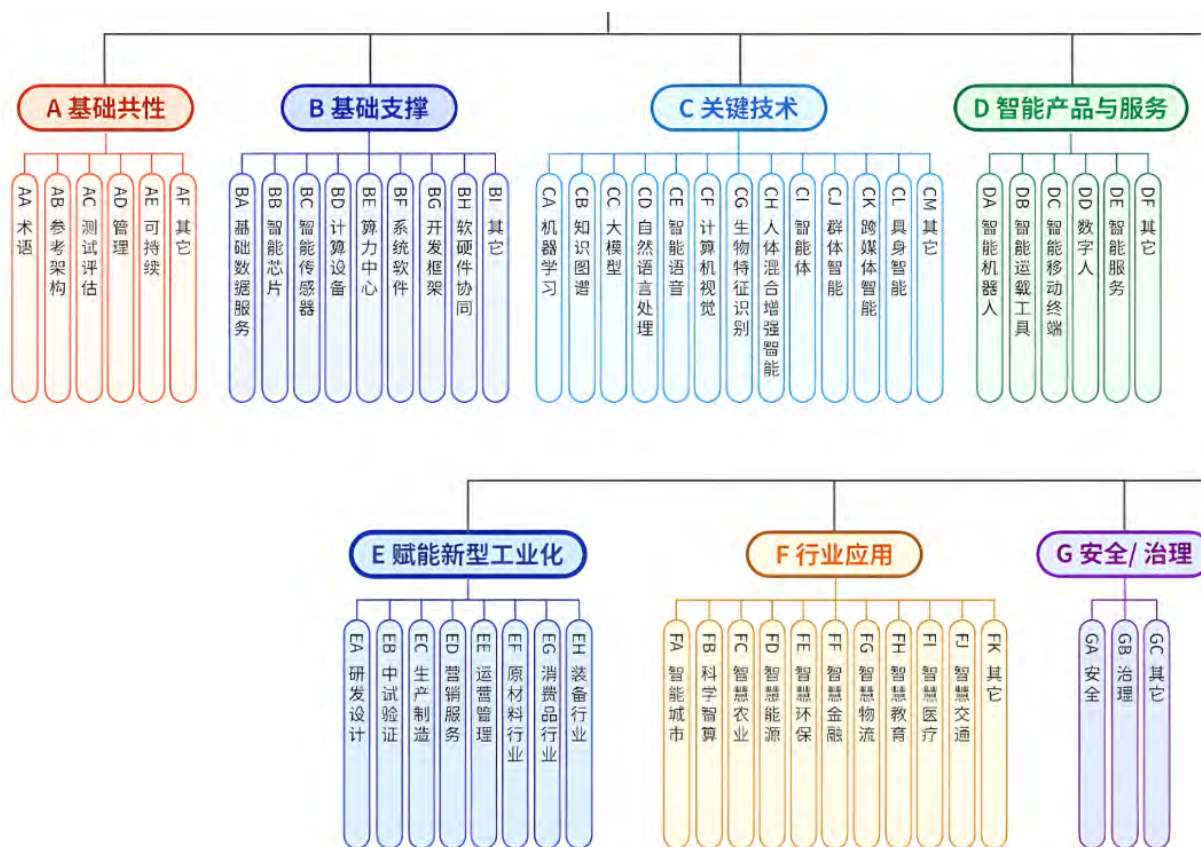 A 基础共性
B 基础支撑
C 关键技术
D 智能产品与服务
AA 术语
AB 参考架构
AC 测试评估
AD 管理
AE 可持续
AF 其它
BA 基础数据服务
BB 智能芯片
BC 智能传感器
BD 计算设备
BE 算力中心
BF 系统软件
BG 开发框架
BH 软硬件协同
BI 其它
CA 机器学习
CB 知识图谱
CC 大模型
CD 自然语言处理
CE 智能语音
CF 计算机视觉
CG 生物特征识别
CH 人体混合增强智能
CI 智能体
CJ 群体智能
CK 跨媒体智能
CL 具身智能
CM 其它
DA 智能机器人
DB 智能运载工具
DC 智能移动终端
DD 数字人
DE 智能服务
DF 其它
E 赋能新型工业化
F 行业应用
G 安全/ 治理
EA 研发设计
EB 中试验证
EC 生产制造
ED 营销服务
EE 运营管理
EF 原材料行业
EG 消费品行业
EH 装备行业
FA 智能城市
FB 科学智算
FC 智慧农业
FD 智慧能源
FE 智慧环保
FF 智慧金融
FG 智慧物流
FH 智慧教育
FI 智慧医疗
FJ 智慧交通
FK 其它
GA 安全
GB 治理
GC 其它